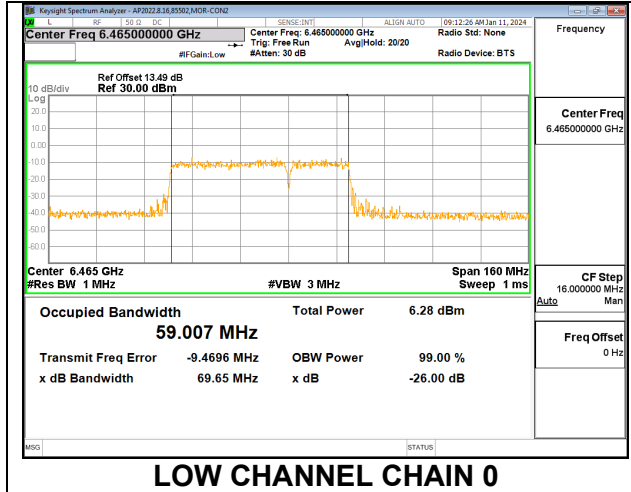 Keysight Spectrum Analyzer - AP2022.8.16,85502,MOR-CON2
L RF 50 Ω DC SENSE:INT ALIGN AUTO 09:12:26 AM Jan 11, 2024
Center Freq 6.465000000 GHz
Center Freq: 6.465000000 GHz Radio Std: None
Trig: Free Run Avg|Hold: 20/20
#IFGain:Low #Atten: 30 dB Radio Device: BTS
Frequency
Ref Offset 13.49 dB
10 dB/div Ref 30.00 dBm
Log
20.0
10.0
0.00
-10.0
-20.0
-30.0
-40.0
-50.0
-60.0
Center 6.465 GHz Span 160 MHz
#Res BW 1 MHz #VBW 3 MHz Sweep 1 ms
Center Freq
6.465000000 GHz
CF Step
16.000000 MHz
Auto Man
Freq Offset
0 Hz
Occupied Bandwidth Total Power 6.28 dBm
59.007 MHz
Transmit Freq Error -9.4696 MHz OBW Power 99.00 %
x dB Bandwidth 69.65 MHz x dB -26.00 dB
MSG STATUS
LOW CHANNEL CHAIN 0